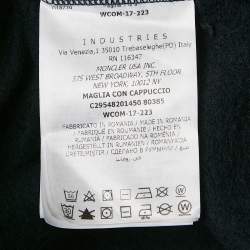 WCOM-17-223
INDUSTRIES
Via Venezia,1 35010 Trebaseleghe(PD) Italy
RN 116347
MONCLER USA INC.
375 WEST BROADWAY, 5TH FLOOR
NEW YORK, 10012 NY
MAGLIA CON CAPPUCCIO
C29548201450 80385
WCOM-17-223
FABBRICATO IN ROMANIA / MADE IN ROMANIA
/ FABRIQUÉ EN ROUMANIE / HECHO EN
RUMANÍA / FABRICADO NA ROMÉNIA /
HERGESTELLT IN RUMÄNIEN /